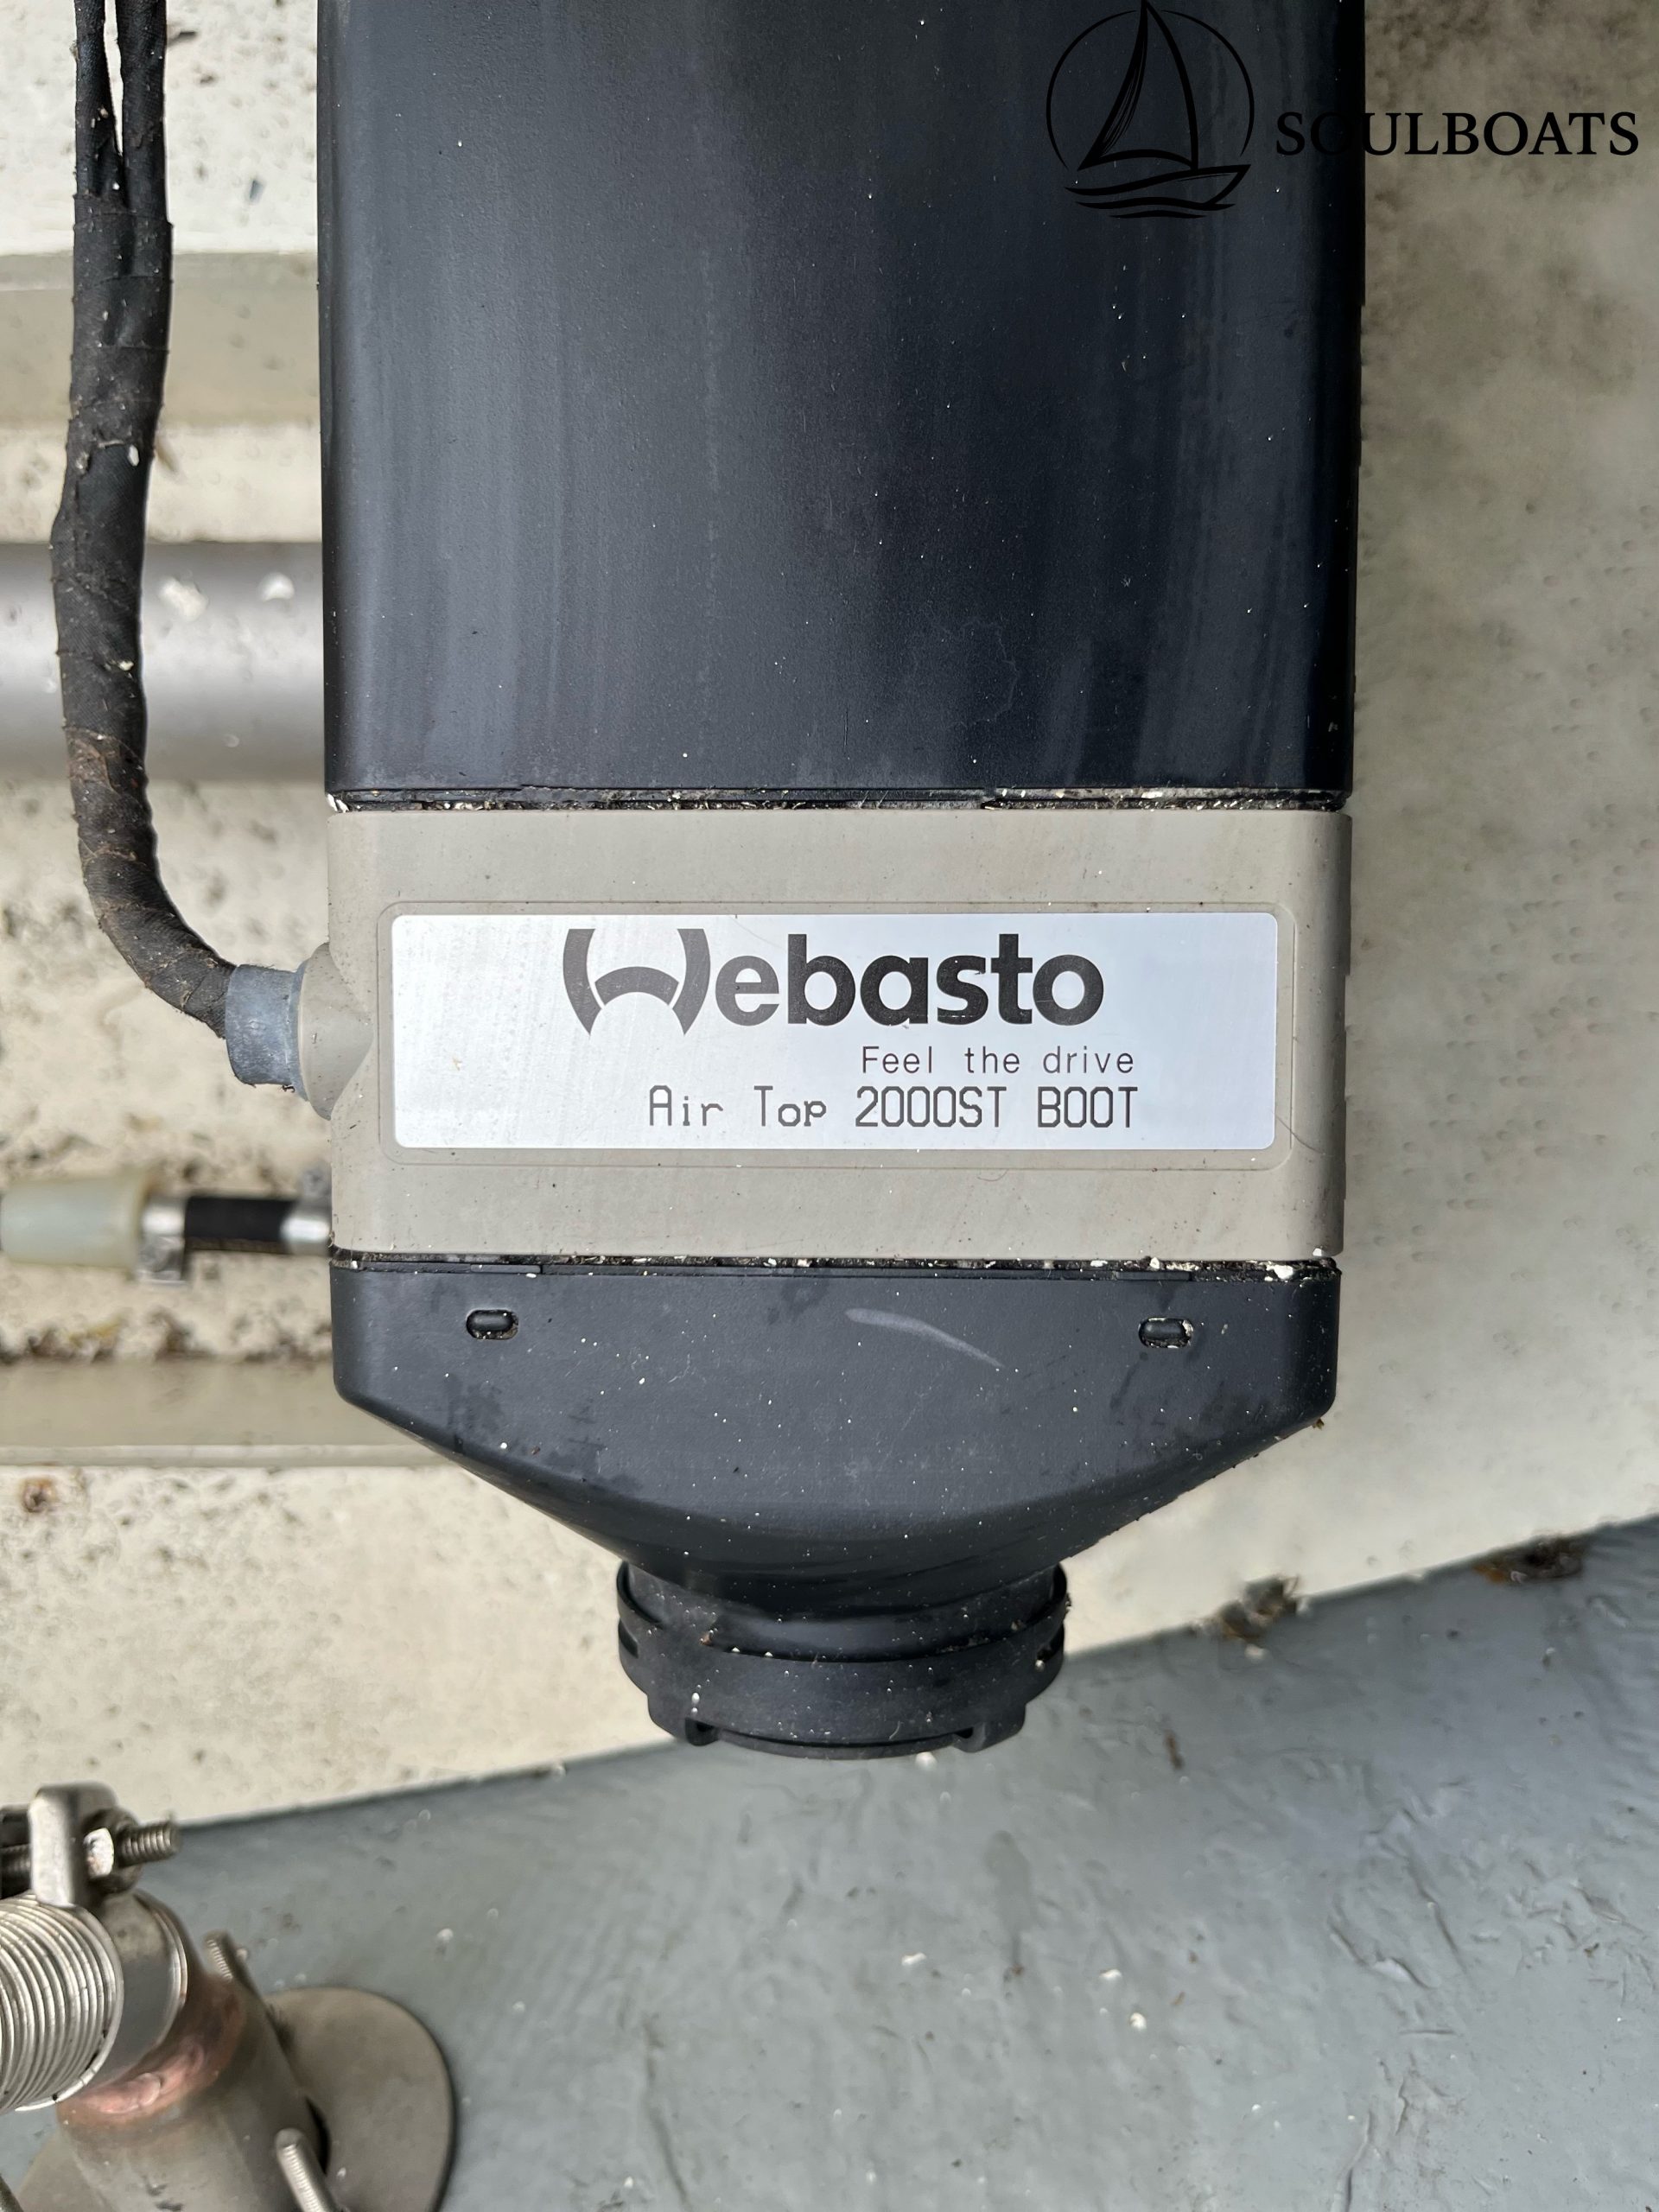 SOULBOATS
Webasto
Feel the drive
Air Top 2000ST BOOT